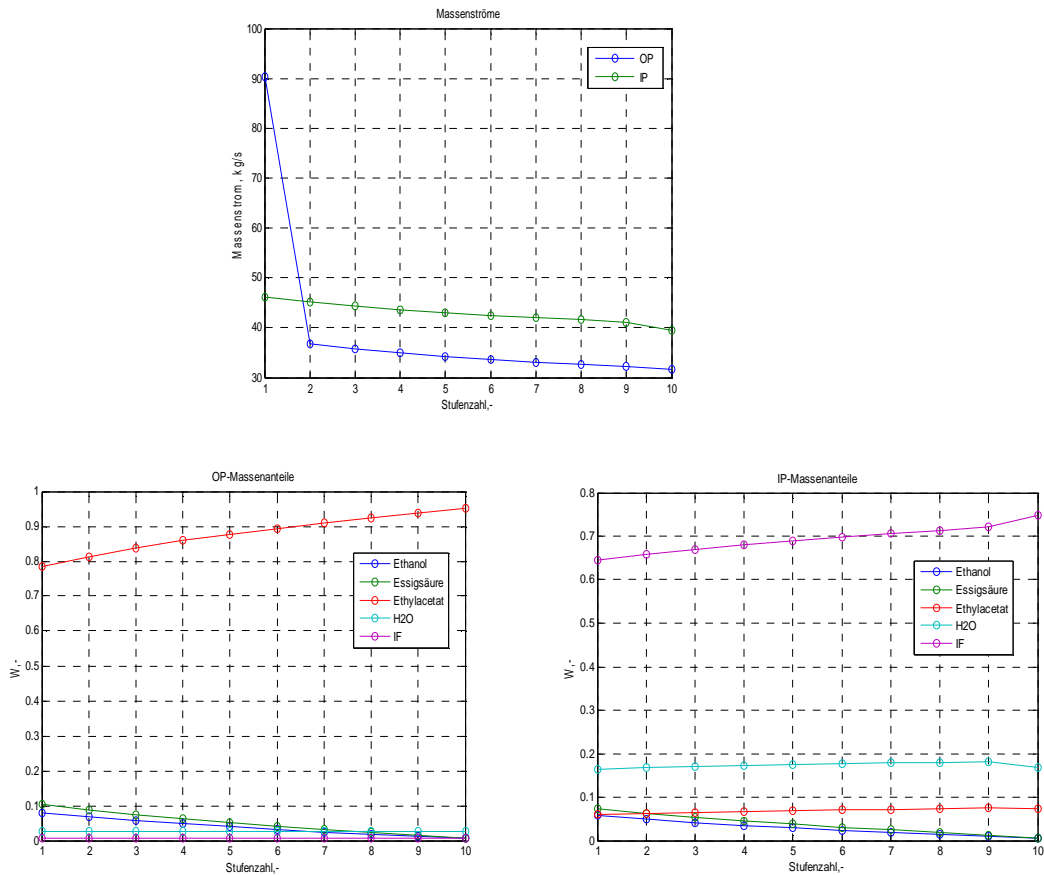 Massenströme
100
90
80
70
60
50
40
30
Massenstrom, kg/s
OP
IP
1 2 3 4 5 6 7 8 9 10
Stufenzahl,-
OP-Massenanteile
1
0.9
0.8
0.7
0.6
0.5
0.4
0.3
0.2
0.1
0
W,-
Ethanol
Essigsäure
Ethylacetat
H2O
IF
1 2 3 4 5 6 7 8 9 10
Stufenzahl,-
IP-Massenanteile
0.8
0.7
0.6
0.5
0.4
0.3
0.2
0.1
0
W,-
Ethanol
Essigsäure
Ethylacetat
H2O
IF
1 2 3 4 5 6 7 8 9 10
Stufenzahl,-